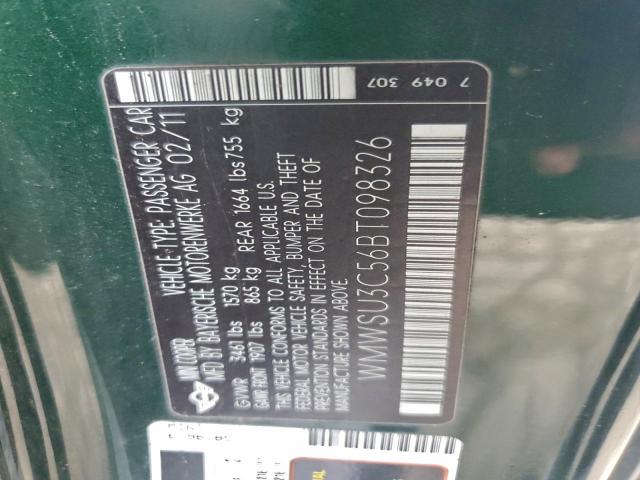 MINI COOPER
VEHICLE TYPE: PASSENGER CAR
MFD BY BAYERISCHE MOTORENWERKE AG 02/11
GVWR 3461 lbs 1570 kg
GAWR FRONT 1907 lbs 865 kg REAR 1664 lbs 755 kg
THIS VEHICLE CONFORMS TO ALL APPLICABLE U.S.
FEDERAL MOTOR VEHICLE SAFETY, BUMPER AND THEFT
PREVENTION STANDARDS IN EFFECT ON THE DATE OF
MANUFACTURE SHOWN ABOVE.
WMWSU3C56BT098326
7 049 307